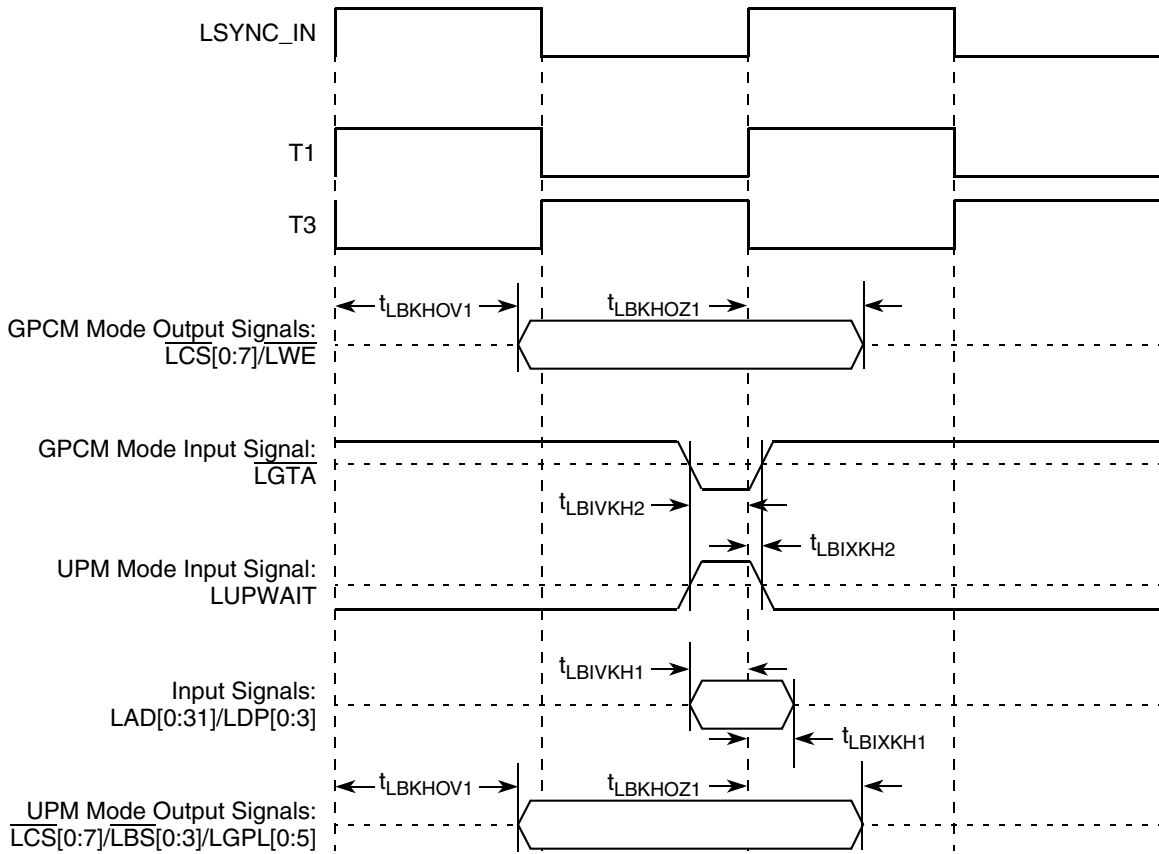 LSYNC_IN
T1
T3
tLBKHOV1
tLBKHOZ1
GPCM Mode Output Signals:
LCS[0:7]/LWE
GPCM Mode Input Signal:
LGTA
tLBIVKH2
tLBIXKH2
UPM Mode Input Signal:
LUPWAIT
tLBIVKH1
Input Signals:
LAD[0:31]/LDP[0:3]
tLBIXKH1
tLBKHOV1
tLBKHOZ1
UPM Mode Output Signals:
LCS[0:7]/LBS[0:3]/LGPL[0:5]